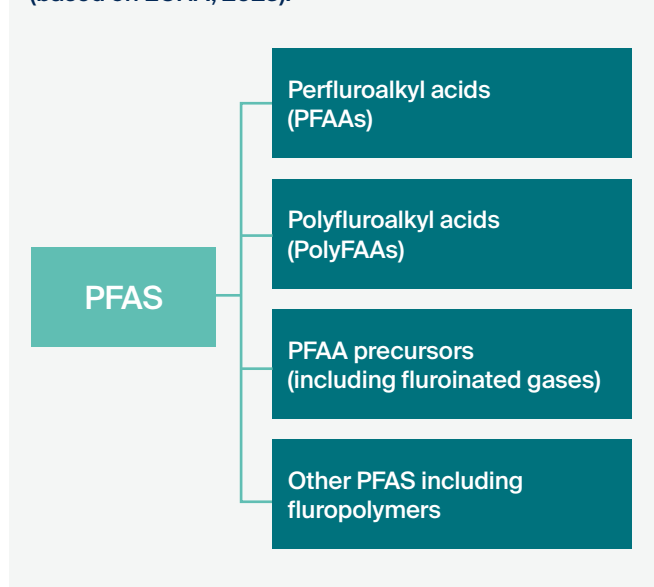 PFAS
Perfluroalkyl acids
(PFAAs)
Polyfluroalkyl acids
(PolyFAAs)
PFAA precursors
(including fluroinated gases)
Other PFAS including
fluropolymers